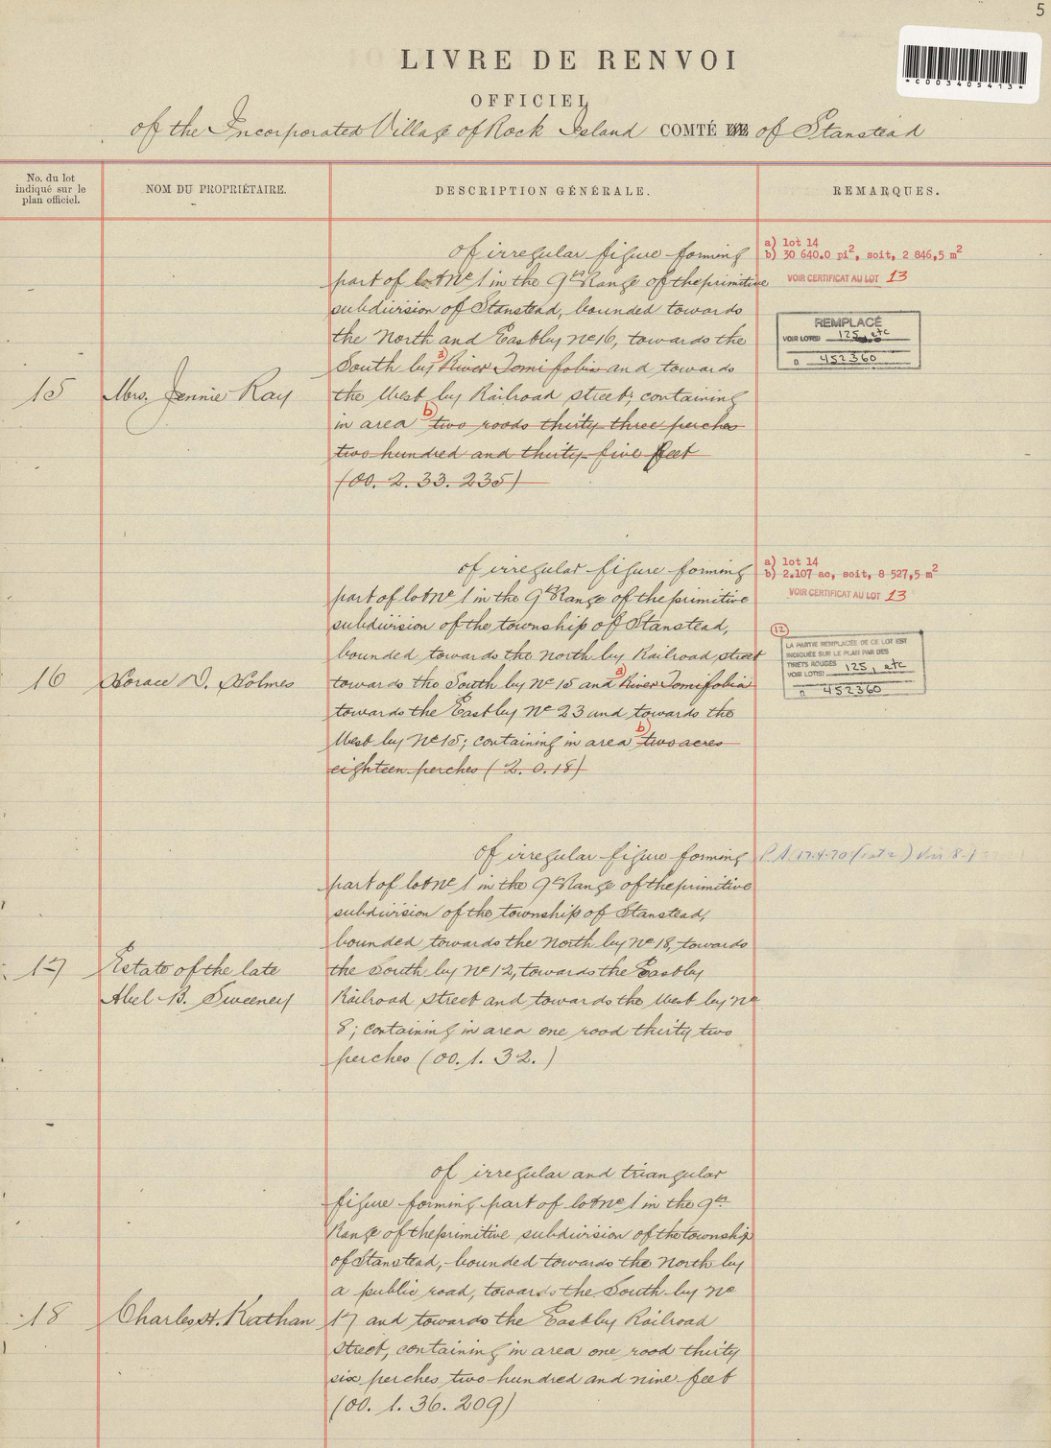 5
LIVRE DE RENVOI
*C003405413*
OFFICIEL
of the Incorporated Village of Rock Island COMTÉ DE of Stanstead
No. du lot
indiqué sur le
plan officiel.
NOM DU PROPRIÉTAIRE.
DESCRIPTION GÉNÉRALE.
REMARQUES.
15
Mrs. Jennie Ray
of irregular figure forming
part of lot No 1 in the 9th Range of the primitive
subdivision of Stanstead, bounded towards
the North and East by No 16, towards the
South by a) River Tomifobia and towards
the West by Railroad street; containing
in area b) two roods thirty-three perches
two hundred and thirty-five feet
(00. 2. 33. 235)
a) lot 14
b) 30 640.0 pi², soit, 2 846,5 m²
VOIR CERTIFICAT AU LOT 13
REMPLACÉ
VOIR LOT(S) 125, etc
B 452360
16
Horace D. Holmes
of irregular figure forming
part of lot No 1 in the 9th Range of the primitive
subdivision of the township of Stanstead,
bounded towards the North by Railroad street
towards the South by No 15 and a) River Tomifobia
towards the East by No 23 and towards the
West by No 15; containing in area b) two acres
eighteen perches (2. 0. 18)
a) lot 14
b) 2.107 ac, soit, 8 527,5 m²
VOIR CERTIFICAT AU LOT 13
12
LA PARTIE REMPLACÉE DE CE LOT EST
INDIQUÉE SUR LE PLAN PAR DES
TIRETS ROUGES
VOIR LOT(S) 125, etc
B 452360
17
Estate of the late
Abel B. Sweeney
of irregular figure forming
part of lot No 1 in the 9th Range of the primitive
subdivision of the township of Stanstead,
bounded towards the North by No 18, towards
the South by No 12, towards the East by
Railroad street and towards the West by No
8; containing in area one rood thirty two
perches (00. 1. 32.)
18
Charles H. Kathan
of irregular and triangular
figure forming part of lot No 1 in the 9th
Range of the primitive subdivision of the township
of Stanstead, bounded towards the North by
a public road, towards the South by No
17 and towards the East by Railroad
street, containing in area one rood thirty
six perches two hundred and nine feet
(00. 1. 36. 209)